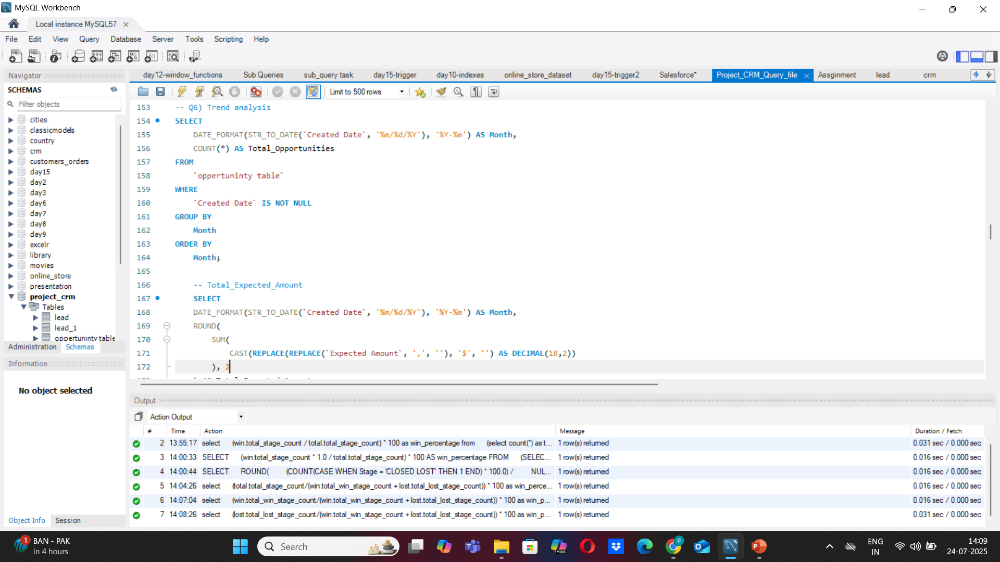 MySQL Workbench
Local instance MySQL57
File Edit View Query Database Server Tools Scripting Help
Navigator
SCHEMAS
Filter objects
cities
classicmodels
country
crm
customers_orders
day15
day2
day3
day6
day7
day8
day9
excelr
library
movies
online_store
presentation
project_crm
Tables
lead
lead_1
oppertuninty table
Administration Schemas
Information
No object selected
Object Info Session
day12-window_functions Sub Queries sub_query task day15-trigger day10-indexes online_store_dataset day15-trigger2 Salesforce* Project_CRM_Query_file Assginment lead crm
Limit to 500 rows
153 -- Q6) Trend analysis
154 SELECT
155 DATE_FORMAT(STR_TO_DATE(`Created Date`, '%m/%d/%Y'), '%Y-%m') AS Month,
156 COUNT(*) AS Total_Opportunities
157 FROM
158 `oppertuninty table`
159 WHERE
160 `Created Date` IS NOT NULL
161 GROUP BY
162 Month
163 ORDER BY
164 Month;
165
166 -- Total_Expected_Amount
167 SELECT
168 DATE_FORMAT(STR_TO_DATE(`Created Date`, '%m/%d/%Y'), '%Y-%m') AS Month,
169 ROUND(
170 SUM(
171 CAST(REPLACE(REPLACE(`Expected Amount`, ',', ''), '$', '') AS DECIMAL(18,2))
172 ), 2
Output
Action Output
# Time Action Message Duration / Fetch
2 13:55:17 select (win.total_stage_count / total.total_stage_count) * 100 as win_percentage from (select count(*) as t... 1 row(s) returned 0.031 sec / 0.000 sec
3 14:00:33 SELECT (win.total_stage_count * 1.0 / total.total_stage_count) * 100 AS win_percentage FROM (SELEC... 1 row(s) returned 0.016 sec / 0.000 sec
4 14:00:44 SELECT ROUND( (COUNT(CASE WHEN Stage = 'CLOSED LOST' THEN 1 END) * 100.0) / NUL... 1 row(s) returned 0.016 sec / 0.000 sec
5 14:04:26 select (total.total_stage_count/(win.total_win_stage_count + lost.total_lost_stage_count)) * 100 as win_perce... 1 row(s) returned 0.016 sec / 0.000 sec
6 14:07:04 select (win.total_win_stage_count/(win.total_win_stage_count + lost.total_lost_stage_count)) * 100 as win_p... 1 row(s) returned 0.016 sec / 0.000 sec
7 14:08:26 select (lost.total_lost_stage_count/(win.total_win_stage_count + lost.total_lost_stage_count)) * 100 as win_p... 1 row(s) returned 0.031 sec / 0.000 sec
1 BAN - PAK
In 4 hours
Search
M365
ENG
IN
14:09
24-07-2025